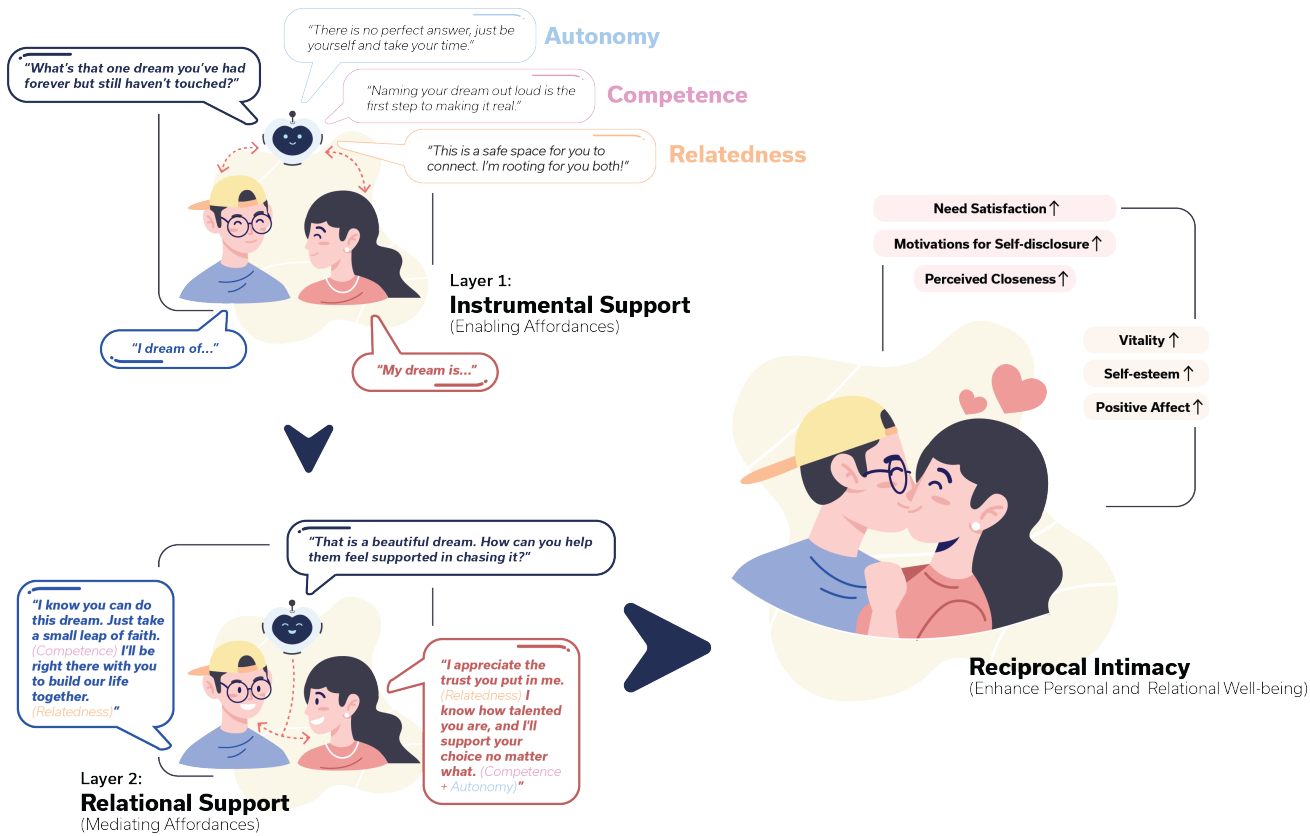 “There is no perfect answer, just be
yourself and take your time.”
Autonomy
“What’s that one dream you’ve had
forever but still haven’t touched?”
“Naming your dream out loud is the
first step to making it real.”
Competence
“This is a safe space for you to
connect. I’m rooting for you both!”
Relatedness
Layer 1:
Instrumental Support
(Enabling Affordances)
“I dream of...”
“My dream is...”
“That is a beautiful dream. How can you help
them feel supported in chasing it?“
“I know you can do
this dream. Just take
a small leap of faith.
(Competence) I’ll be
right there with you
to build our life
together.
(Relatedness)”
“I appreciate the
trust you put in me.
(Relatedness) I
know how talented
you are, and I’ll
support your
choice no matter
what. (Competence
+ Autonomy)”
Layer 2:
Relational Support
(Mediating Affordances)
Need Satisfaction ↑
Motivations for Self-disclosure ↑
Perceived Closeness ↑
Vitality ↑
Self-esteem ↑
Positive Affect ↑
Reciprocal Intimacy
(Enhance Personal and Relational Well-being)